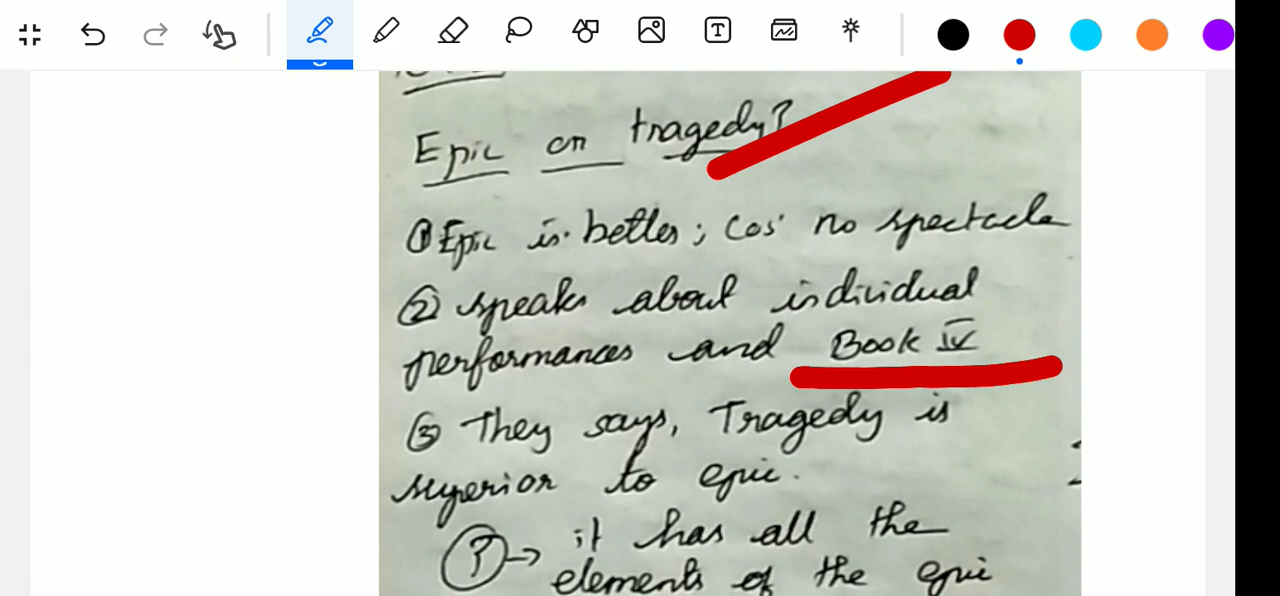 Epic or tragedy?
① Epic is better; Cos' no spectacle
② speaks about individual
performances and Book IV
③ They says, Tragedy is
superior to epic.
? → it has all the
elements of the epic